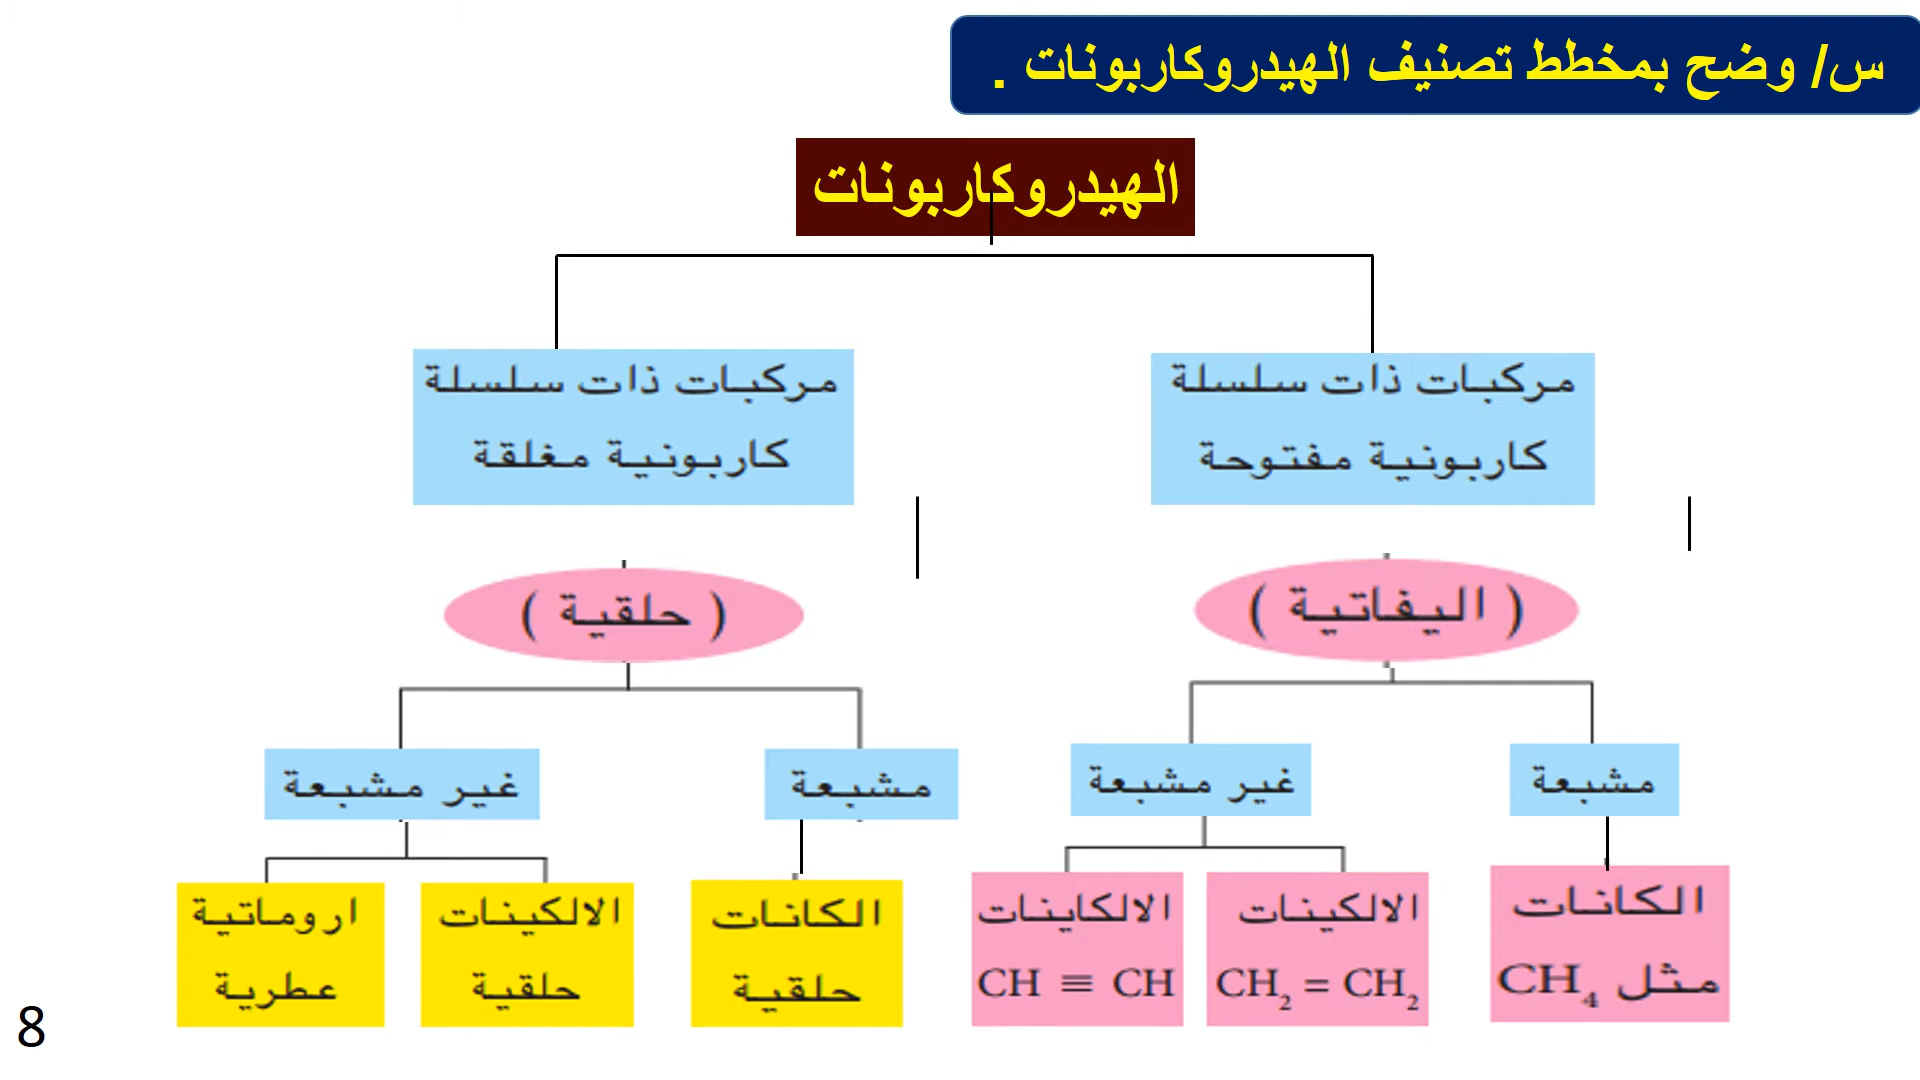 س/ وضح بمخطط تصنيف الهيدروكاربونات .
الهيدروكاربونات
مركبات ذات سلسلة
كاربونية مفتوحة
مركبات ذات سلسلة
كاربونية مغلقة
( اليفاتية )
( حلقية )
مشبعة
غير مشبعة
مشبعة
غير مشبعة
الكانات
مثل CH₄
الالكينات
CH₂ = CH₂
الالكاينات
CH ≡ CH
الكانات
حلقية
الالكينات
حلقية
اروماتية
عطرية
8